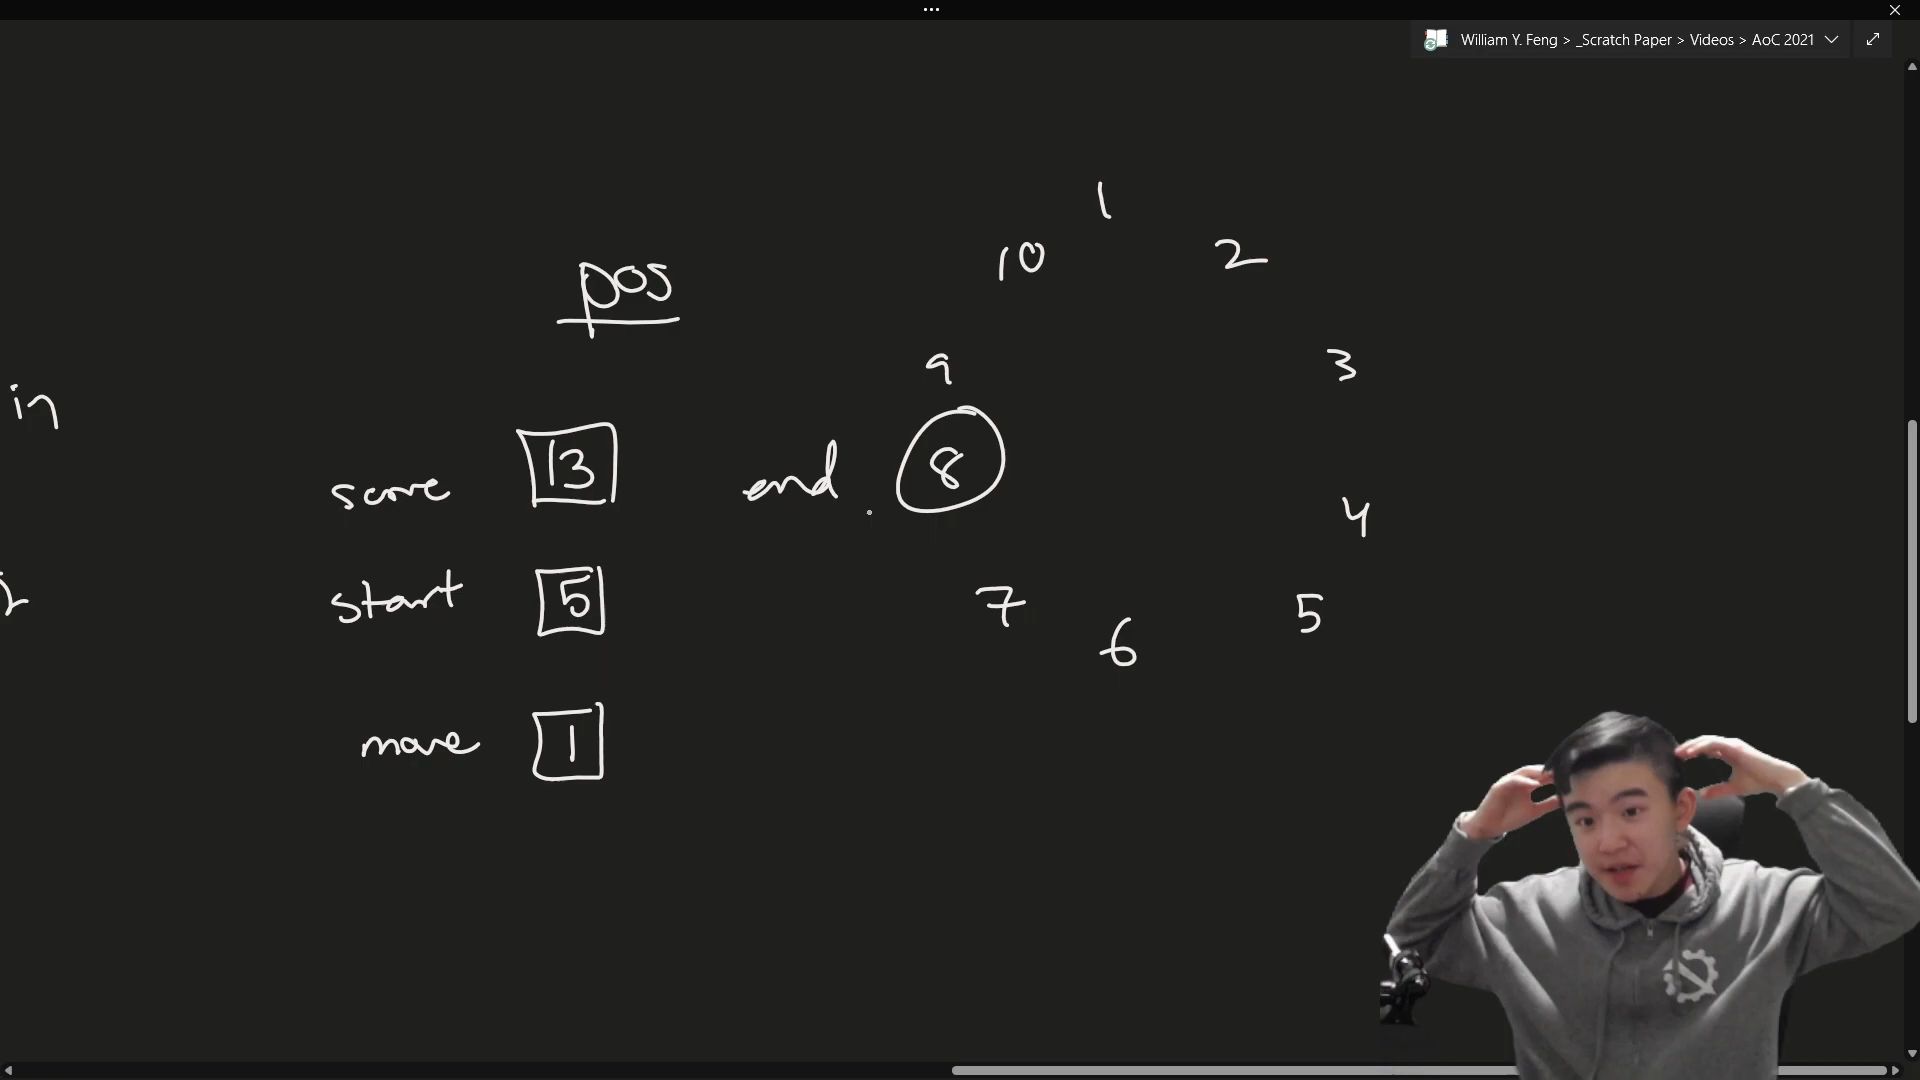 William Y. Feng > _Scratch Paper > Videos > AoC 2021
1
10 2
pos
9 3
in
score 13 end 8
4
start 5 7 5
6
move 1